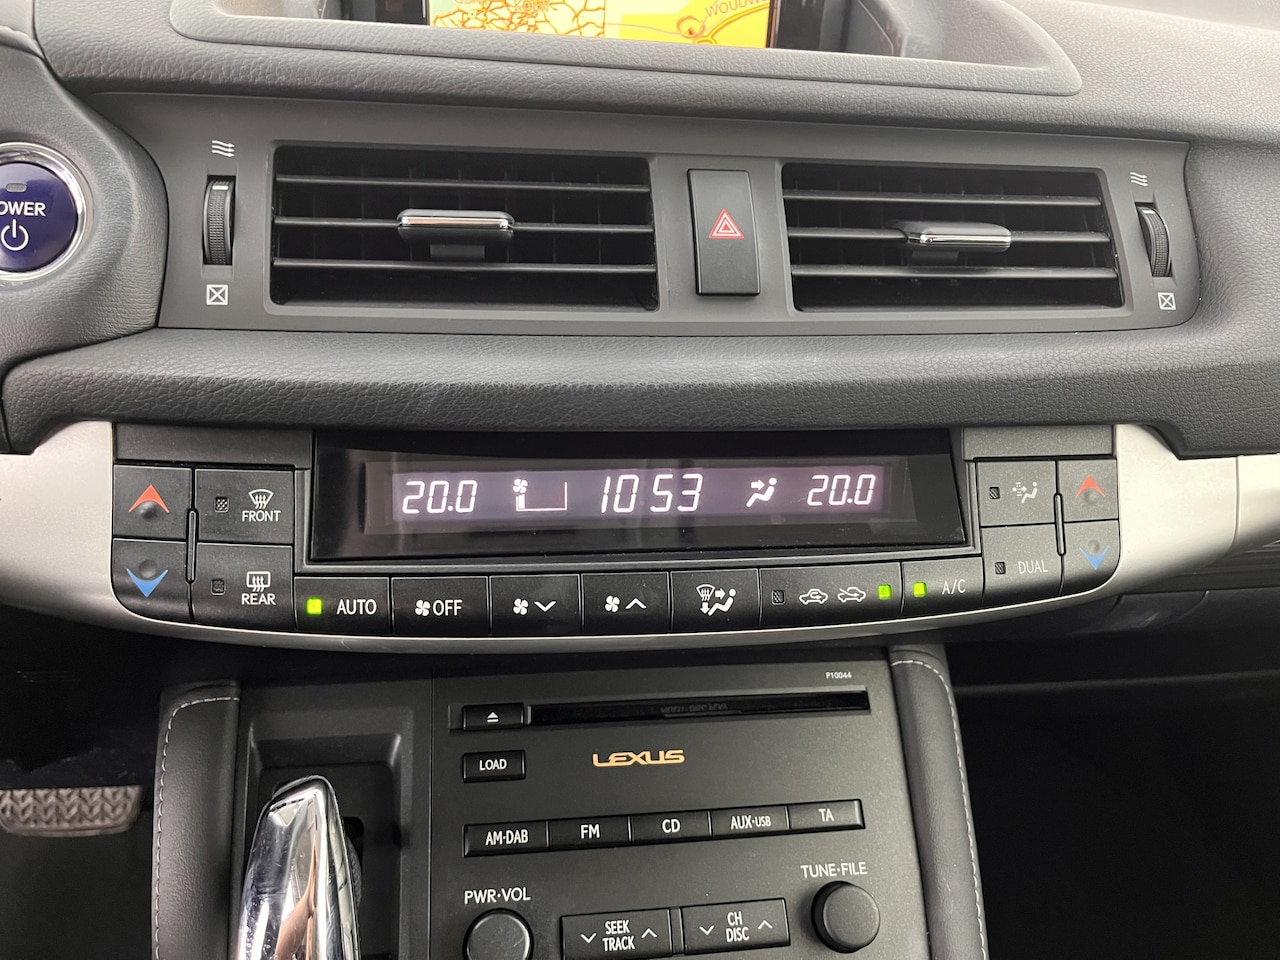 POWER
FRONT
REAR
20.0
10 53
20.0
AUTO
OFF
A/C
DUAL
P10044
LOAD
LEXUS
AM·DAB
FM
CD
AUX·USB
TA
PWR·VOL
TUNE·FILE
SEEK
TRACK
CH
DISC